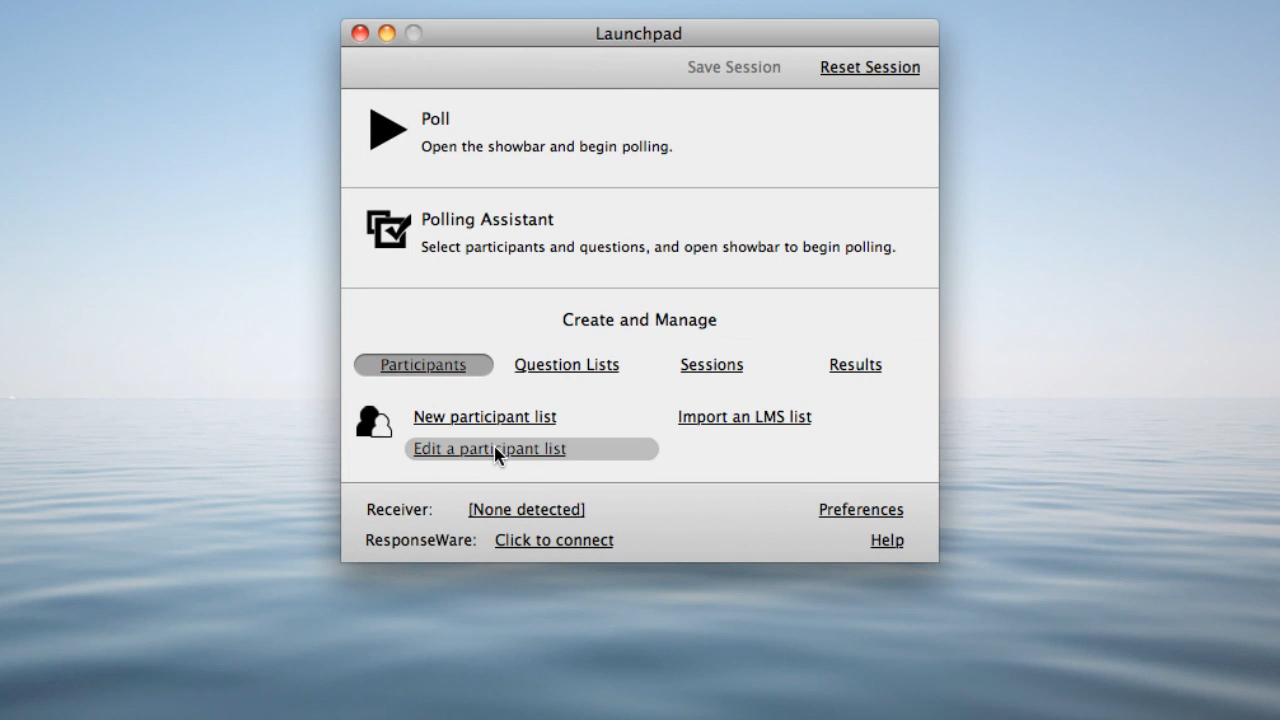 Launchpad
Save Session Reset Session
Poll
Open the showbar and begin polling.
Polling Assistant
Select participants and questions, and open showbar to begin polling.
Create and Manage
Participants Question Lists Sessions Results
New participant list Import an LMS list
Edit a participant list
Receiver: [None detected] Preferences
ResponseWare: Click to connect Help